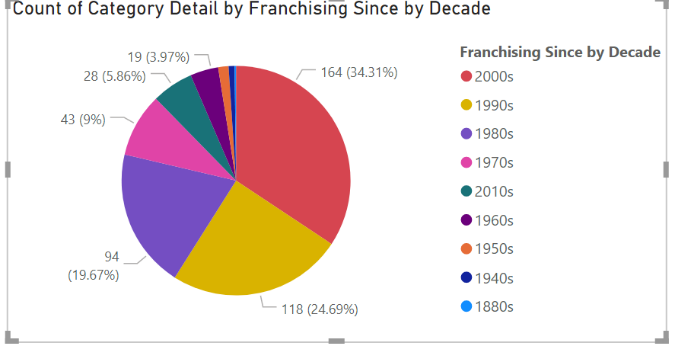 Count of Category Detail by Franchising Since by Decade
19 (3.97%)
28 (5.86%)
43 (9%)
94
(19.67%)
164 (34.31%)
118 (24.69%)
Franchising Since by Decade
2000s
1990s
1980s
1970s
2010s
1960s
1950s
1940s
1880s